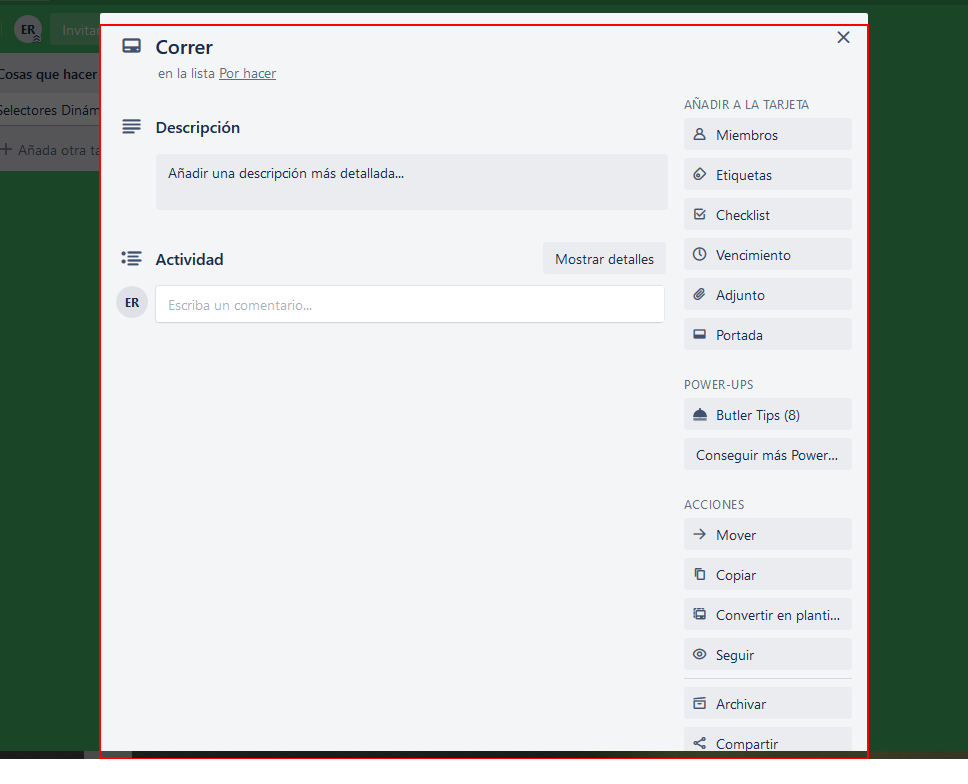 ER
Invitar
Cosas que hacer
Selectores Dinám
Añada otra ta
Correr
en la lista Por hacer
Descripción
Añadir una descripción más detallada...
Actividad
Mostrar detalles
ER
Escriba un comentario...
AÑADIR A LA TARJETA
Miembros
Etiquetas
Checklist
Vencimiento
Adjunto
Portada
POWER-UPS
Butler Tips (8)
Conseguir más Power...
ACCIONES
Mover
Copiar
Convertir en planti...
Seguir
Archivar
Compartir